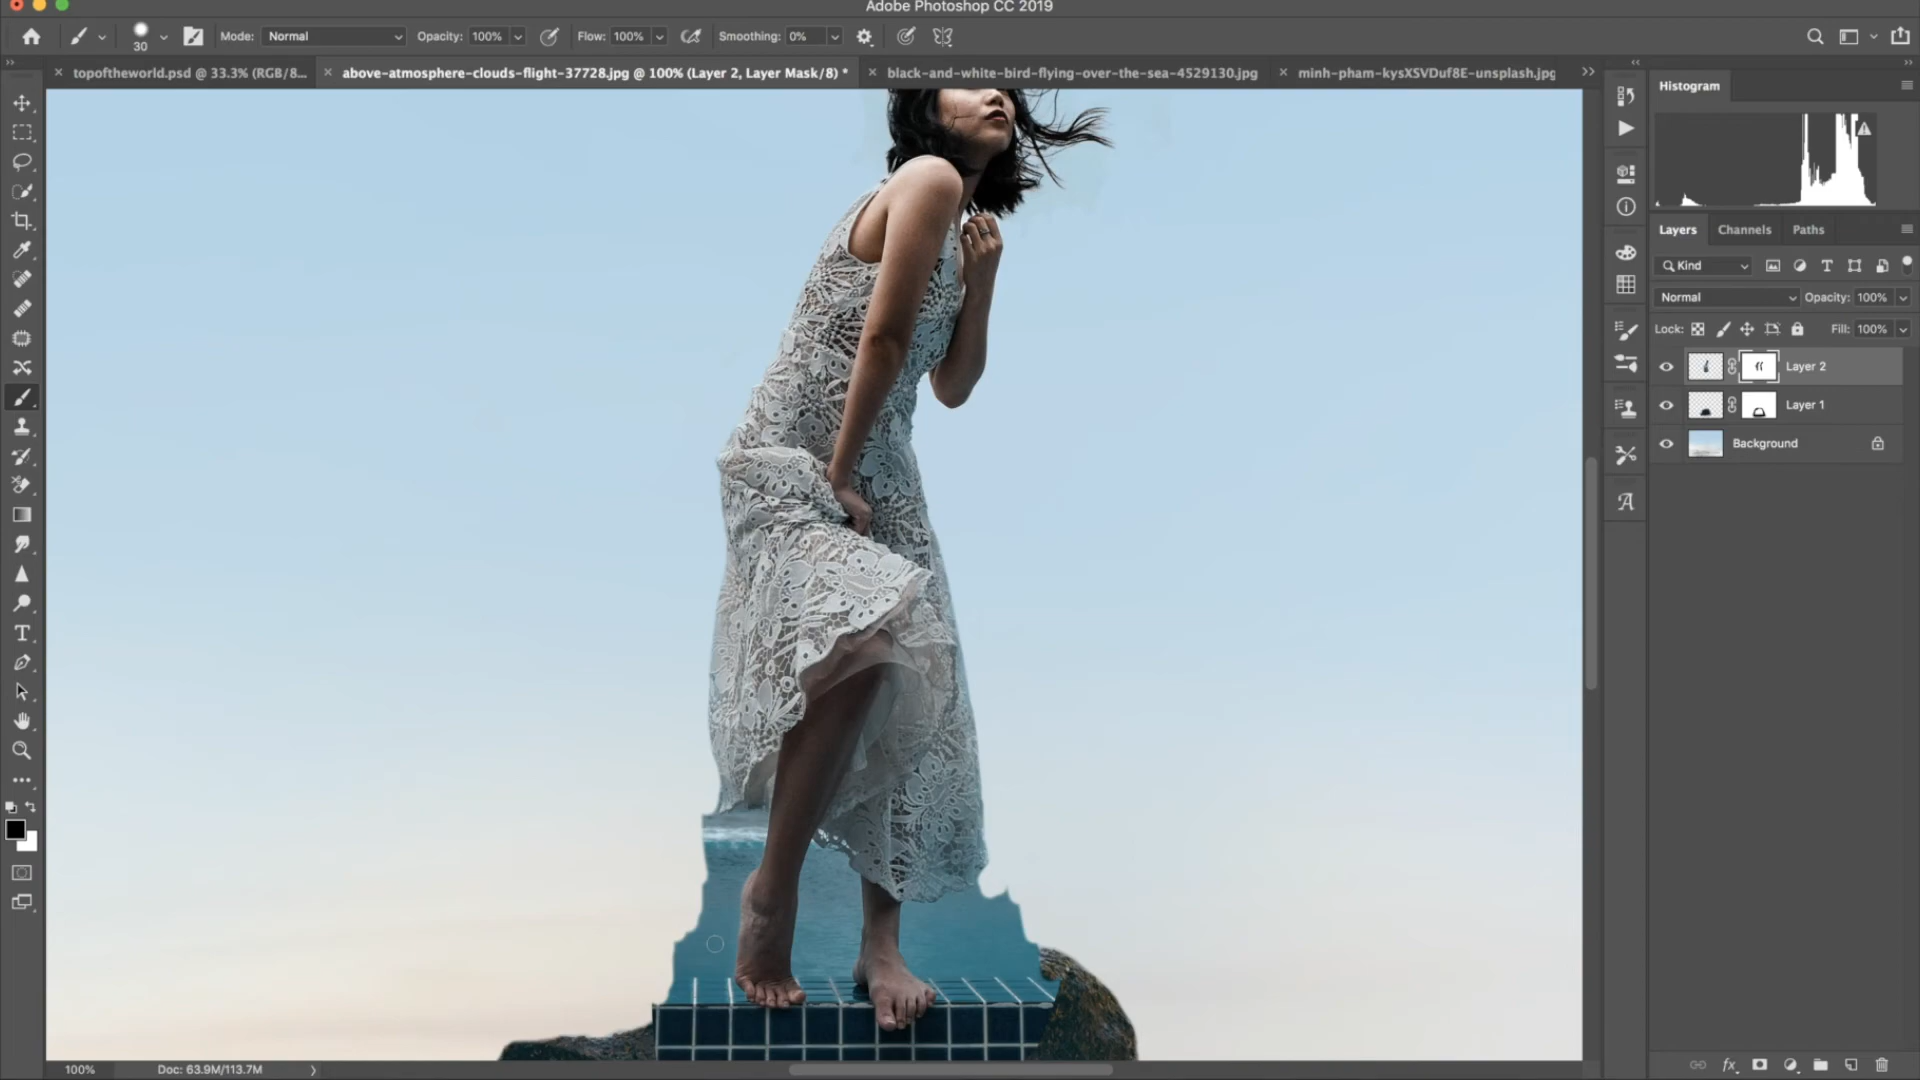 Adobe Photoshop CC 2019
30
Mode: Normal Opacity: 100% Flow: 100% Smoothing: 0%
topoftheworld.psd @ 33.3% (RGB/8... above-atmosphere-clouds-flight-37728.jpg @ 100% (Layer 2, Layer Mask/8) * black-and-white-bird-flying-over-the-sea-4529130.jpg minh-pham-kysXSVDuf8E-unsplash.jpg
Histogram
Layers Channels Paths
Kind
Normal Opacity: 100%
Lock: Fill: 100%
Layer 2
Layer 1
Background
100% Doc: 63.9M/113.7M